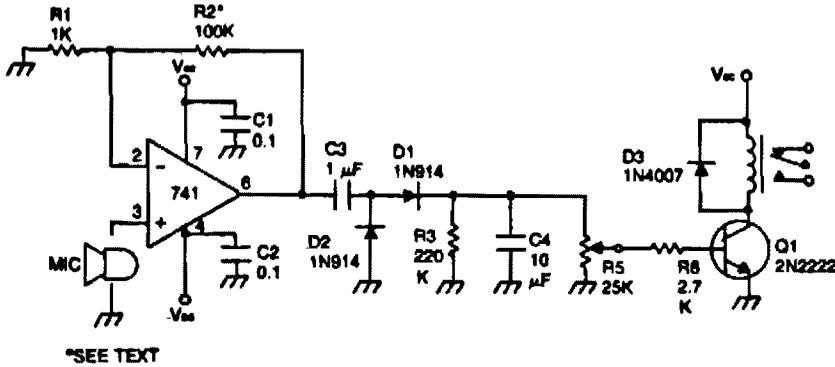 R1
1K
R2*
100K
Vcc
C1
0.1
2
-
7
741
6
3
+
4
MIC
C2
0.1
-Vcc
C3
1 µF
D1
1N914
D2
1N914
R3
220
K
C4
10
µF
R5
25K
R6
2.7
K
Vcc
D3
1N4007
Q1
2N2222
*SEE TEXT